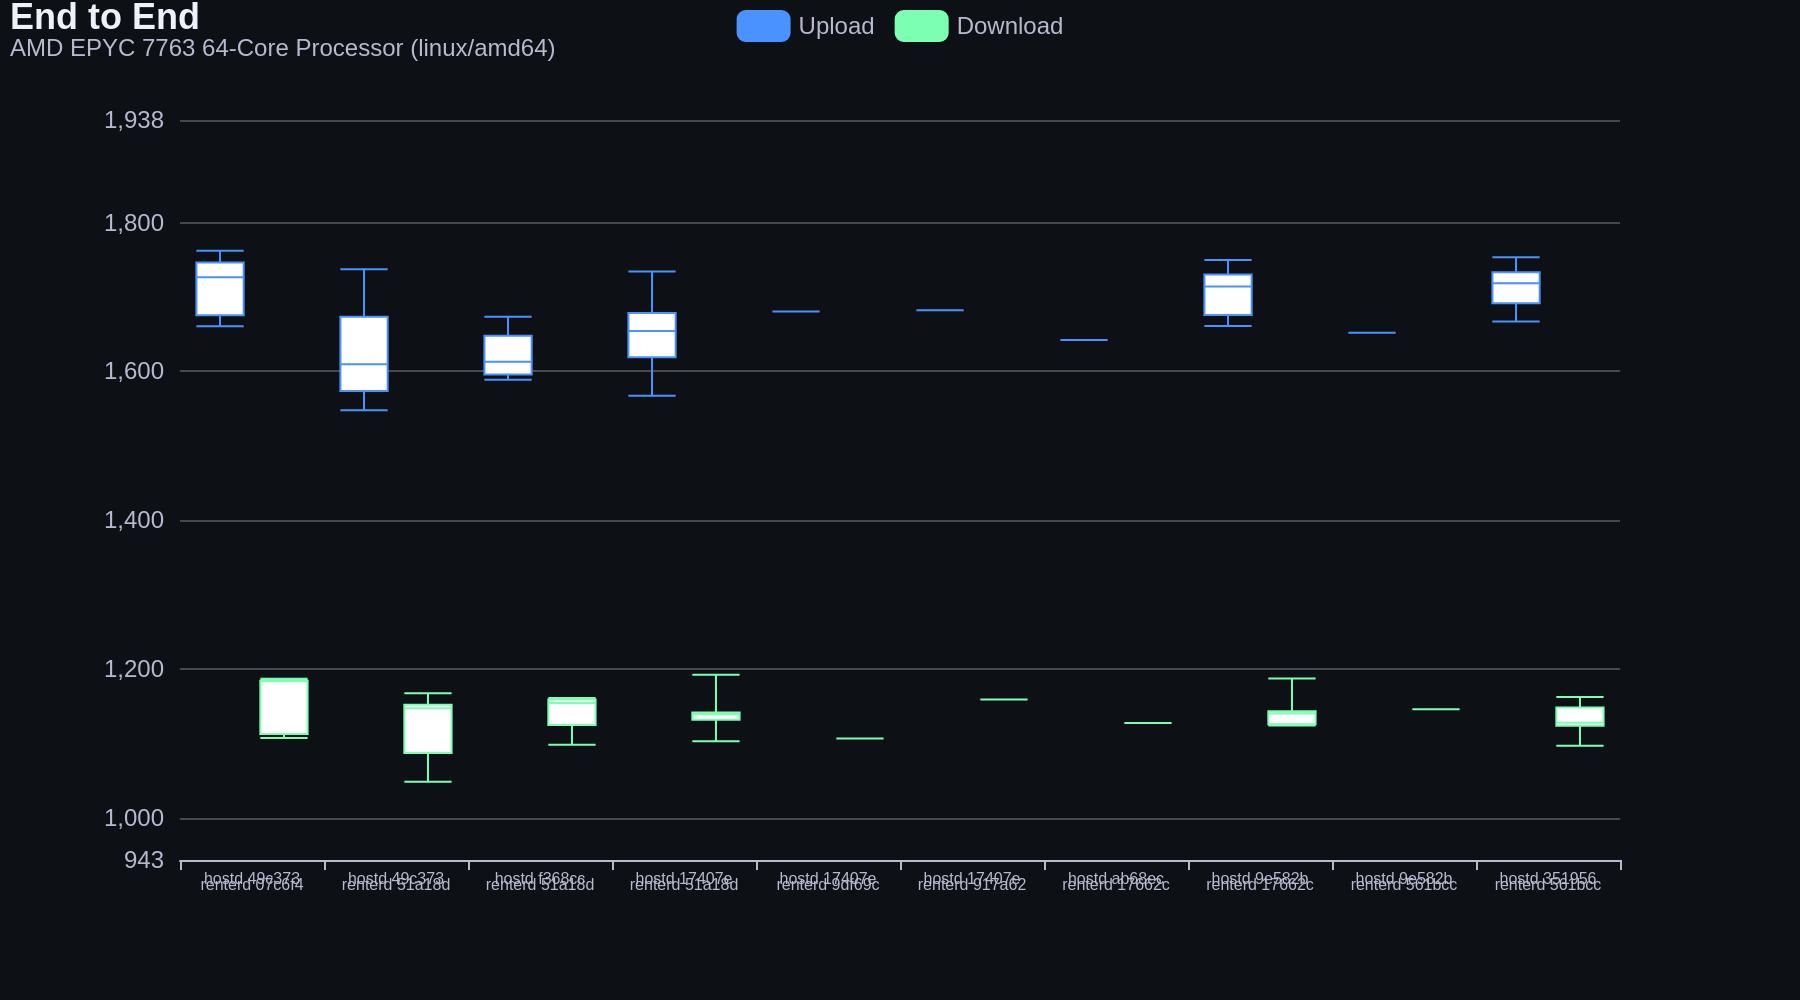 End to End
AMD EPYC 7763 64-Core Processor (linux/amd64)
Upload
Download
1,938
1,800
1,600
1,400
1,200
1,000
943
hostd 49c373
renterd 07c6f4
hostd 49c373
renterd 51a18d
hostd f368cc
renterd 51a18d
hostd 17407e
renterd 51a18d
hostd 17407e
renterd 9df69c
hostd 17407e
renterd 917a62
hostd ab68ec
renterd 17662c
hostd 9e582b
renterd 17662c
hostd 9e582b
renterd 561bcc
hostd 351956
renterd 561bcc